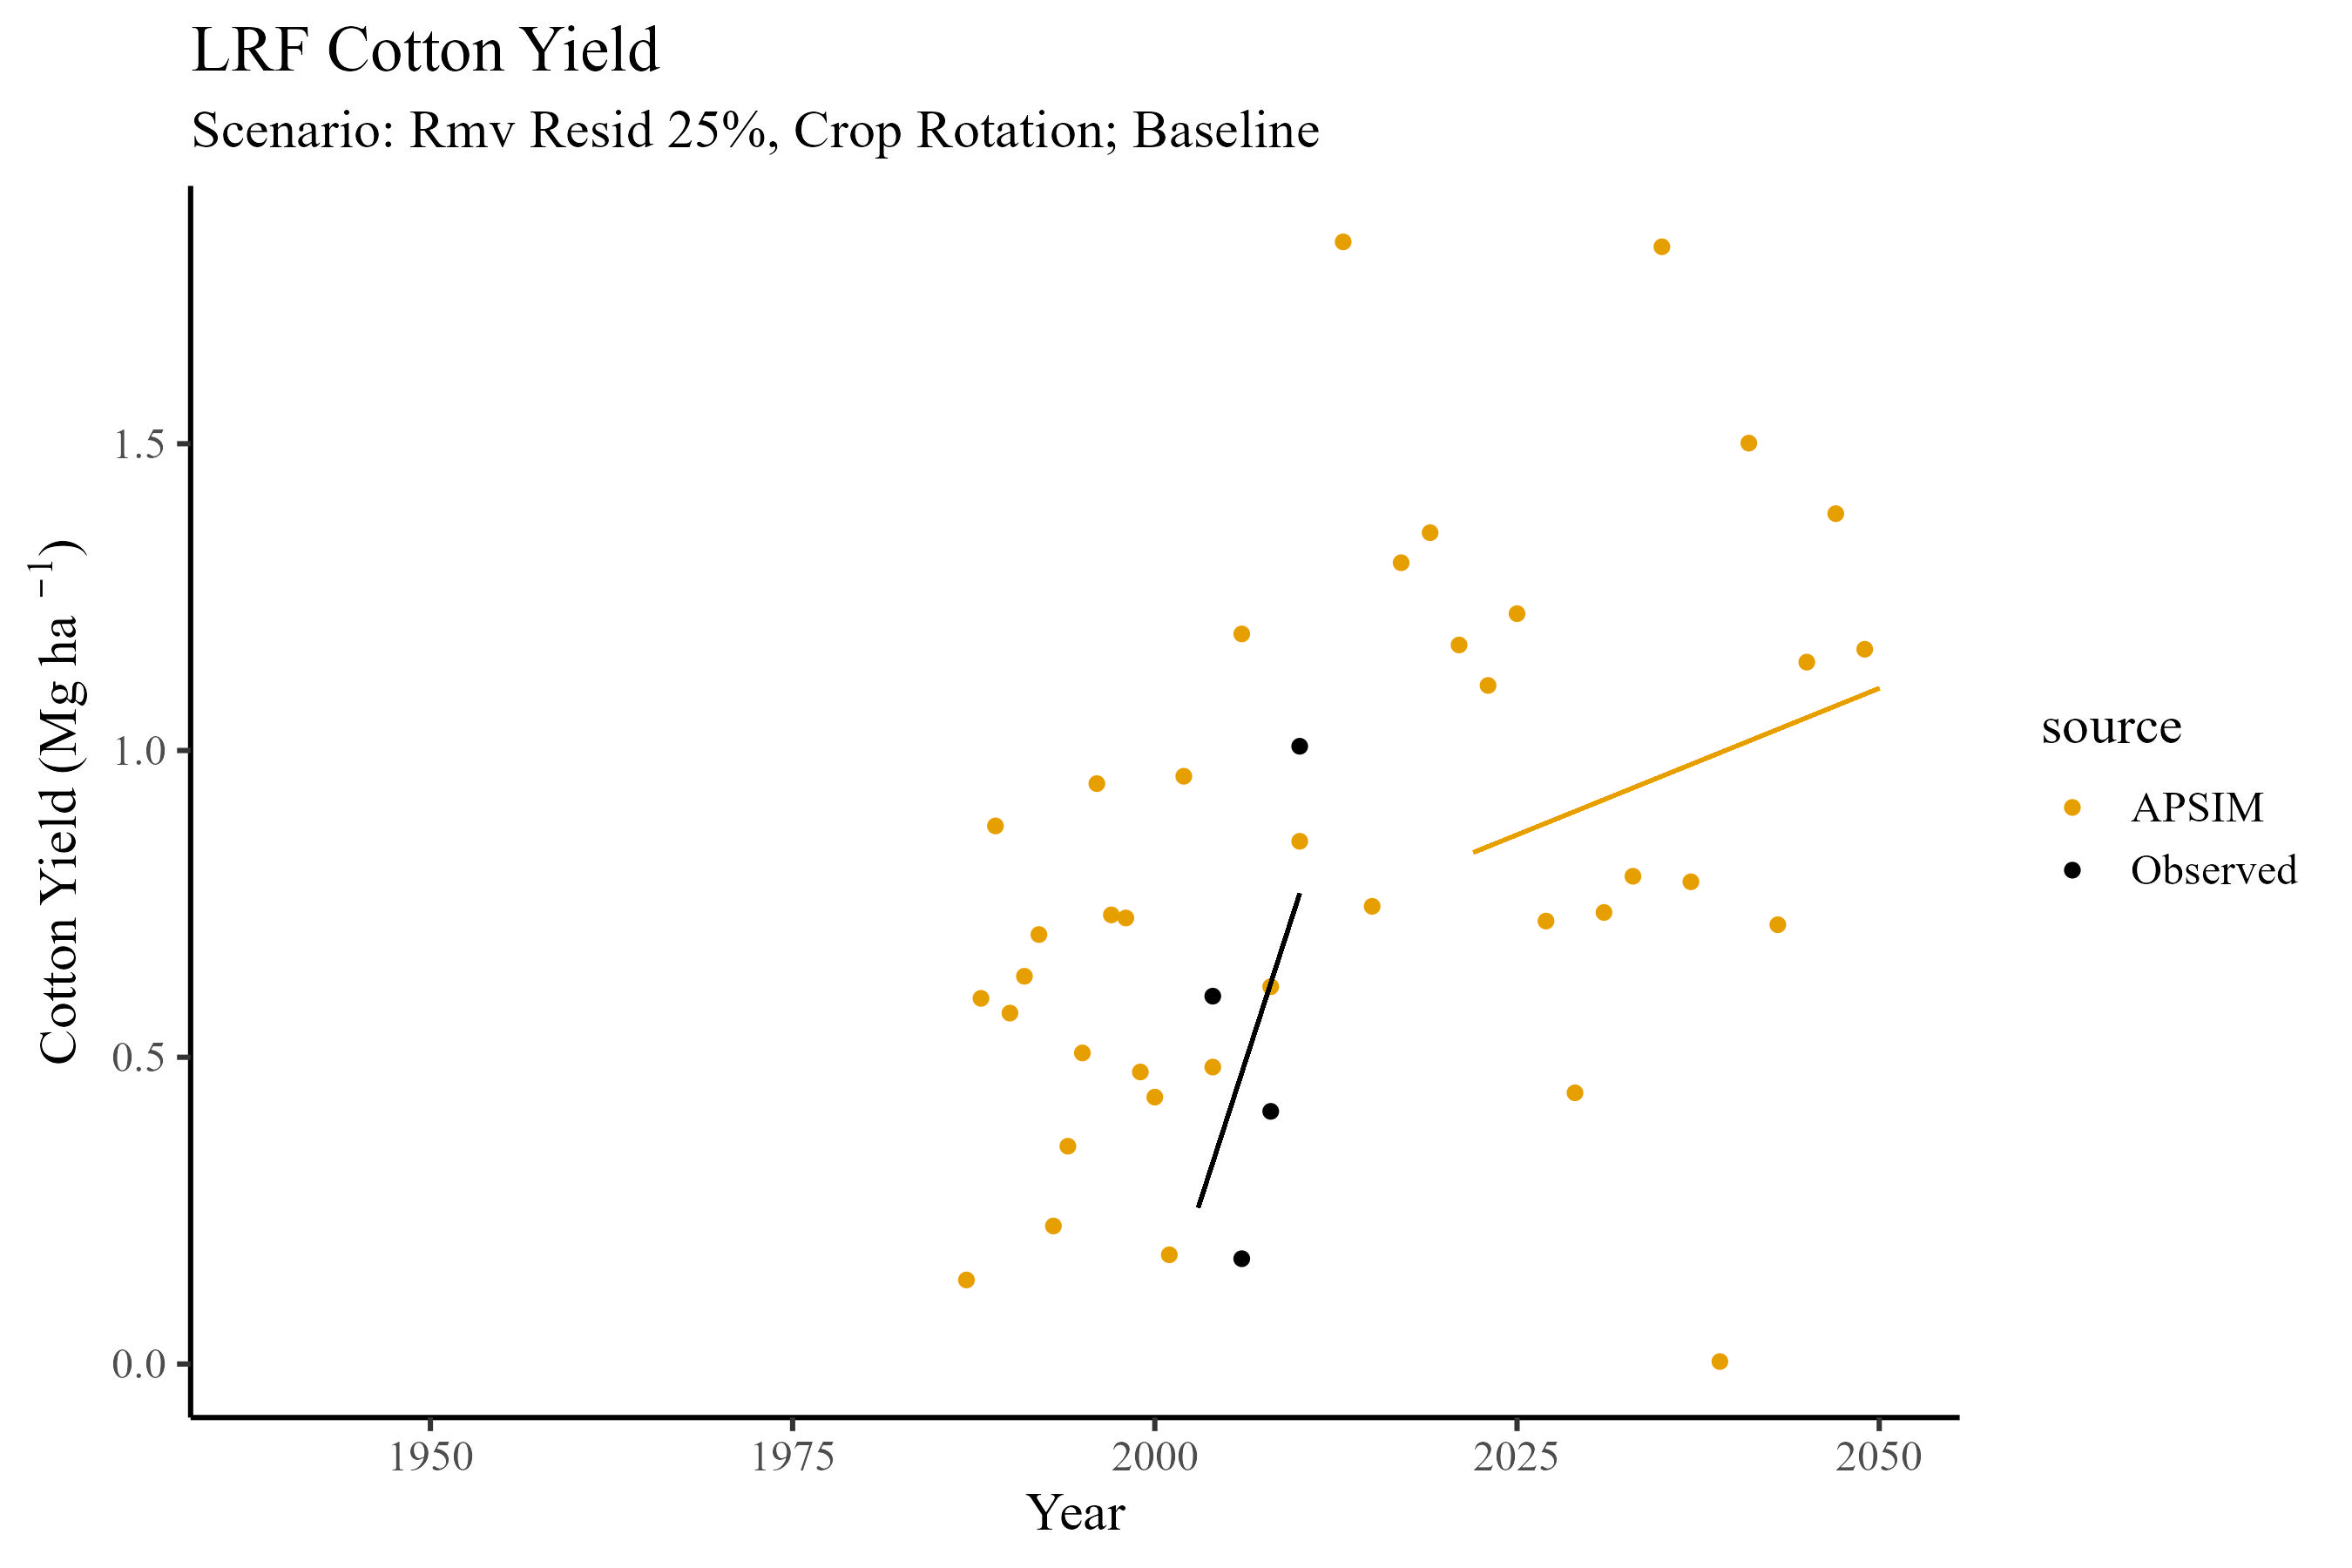 LRF Cotton Yield
Scenario: Rmv Resid 25%, Crop Rotation; Baseline
Cotton Yield (Mg ha ⁻¹)
1.5
1.0
0.5
0.0
1950 1975 2000 2025 2050
Year
source
APSIM
Observed